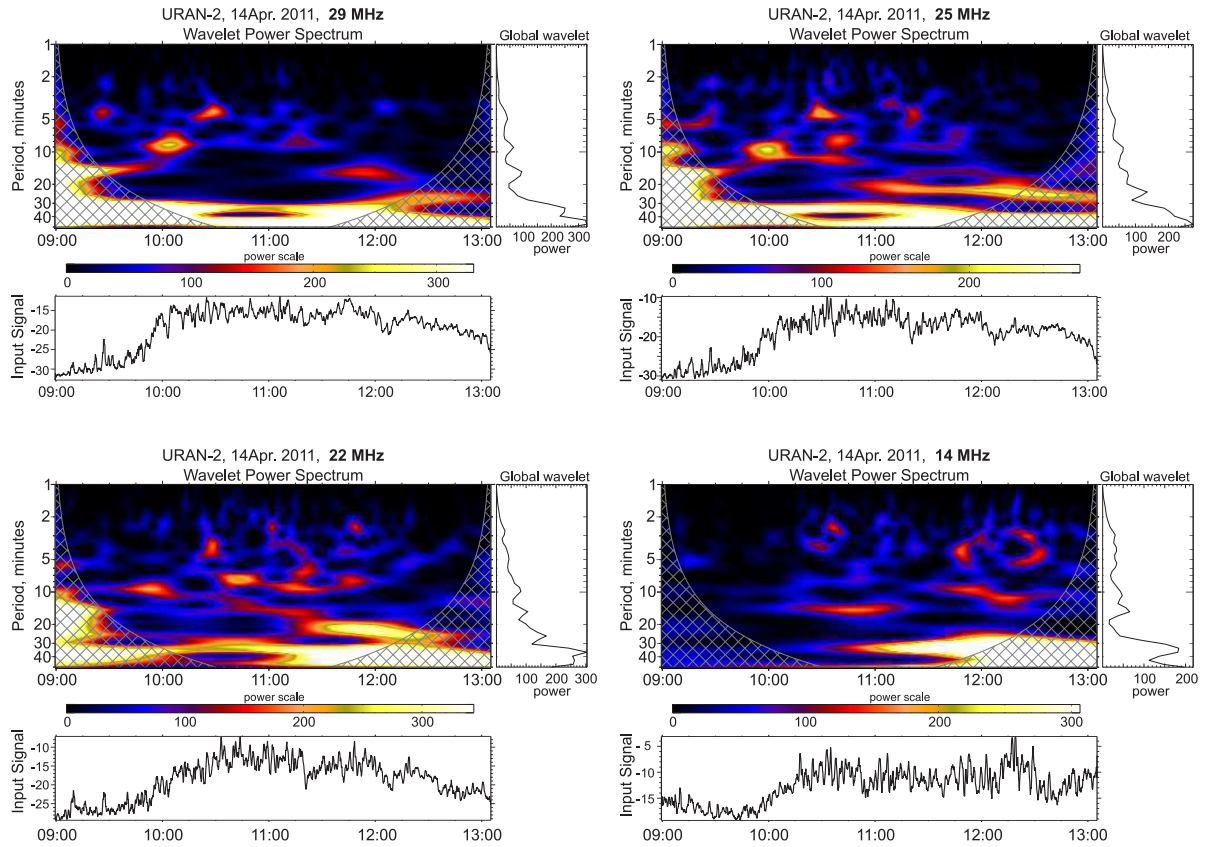 URAN-2, 14Apr. 2011, 29 MHz
Wavelet Power Spectrum
Global wavelet
Period, minutes
1
2
5
10
20
30
40
09:00 10:00 11:00 12:00 13:00
100 200 300
power
power scale
0 100 200 300
Input Signal
-15
-20
-25
-30
09:00 10:00 11:00 12:00 13:00
URAN-2, 14Apr. 2011, 25 MHz
Wavelet Power Spectrum
Global wavelet
Period, minutes
1
2
5
10
20
30
40
09:00 10:00 11:00 12:00 13:00
100 200
power
power scale
0 100 200
Input Signal
-10
-20
-30
09:00 10:00 11:00 12:00 13:00
URAN-2, 14Apr. 2011, 22 MHz
Wavelet Power Spectrum
Global wavelet
Period, minutes
1
2
5
10
20
30
40
09:00 10:00 11:00 12:00 13:00
0 100 200 300
power
power scale
0 100 200 300
Input Signal
-10
-15
-20
-25
09:00 10:00 11:00 12:00 13:00
URAN-2, 14Apr. 2011, 14 MHz
Wavelet Power Spectrum
Global wavelet
Period, minutes
1
2
5
10
20
30
40
09:00 10:00 11:00 12:00 13:00
0 100 200
power
power scale
0 100 200 300
Input Signal
- 5
-10
-15
09:00 10:00 11:00 12:00 13:00